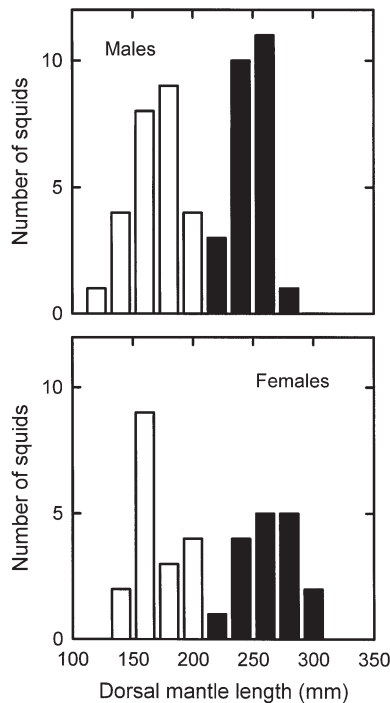 10
Males
Number of squids
5
0
10
Females
Number of squids
5
0
100 150 200 250 300 350
Dorsal mantle length (mm)